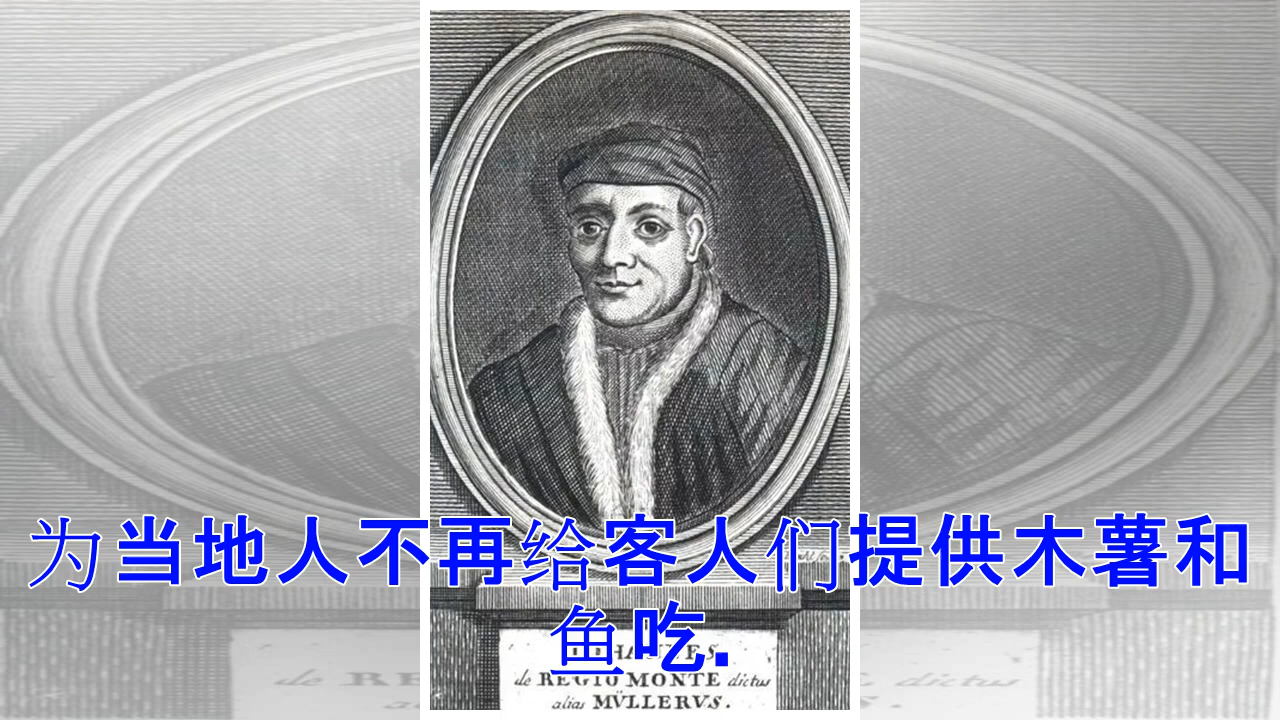 为当地人不再给客人们提供木薯和
鱼吃.
de REGIO MONTE dictus
alias MÜLLERVS.